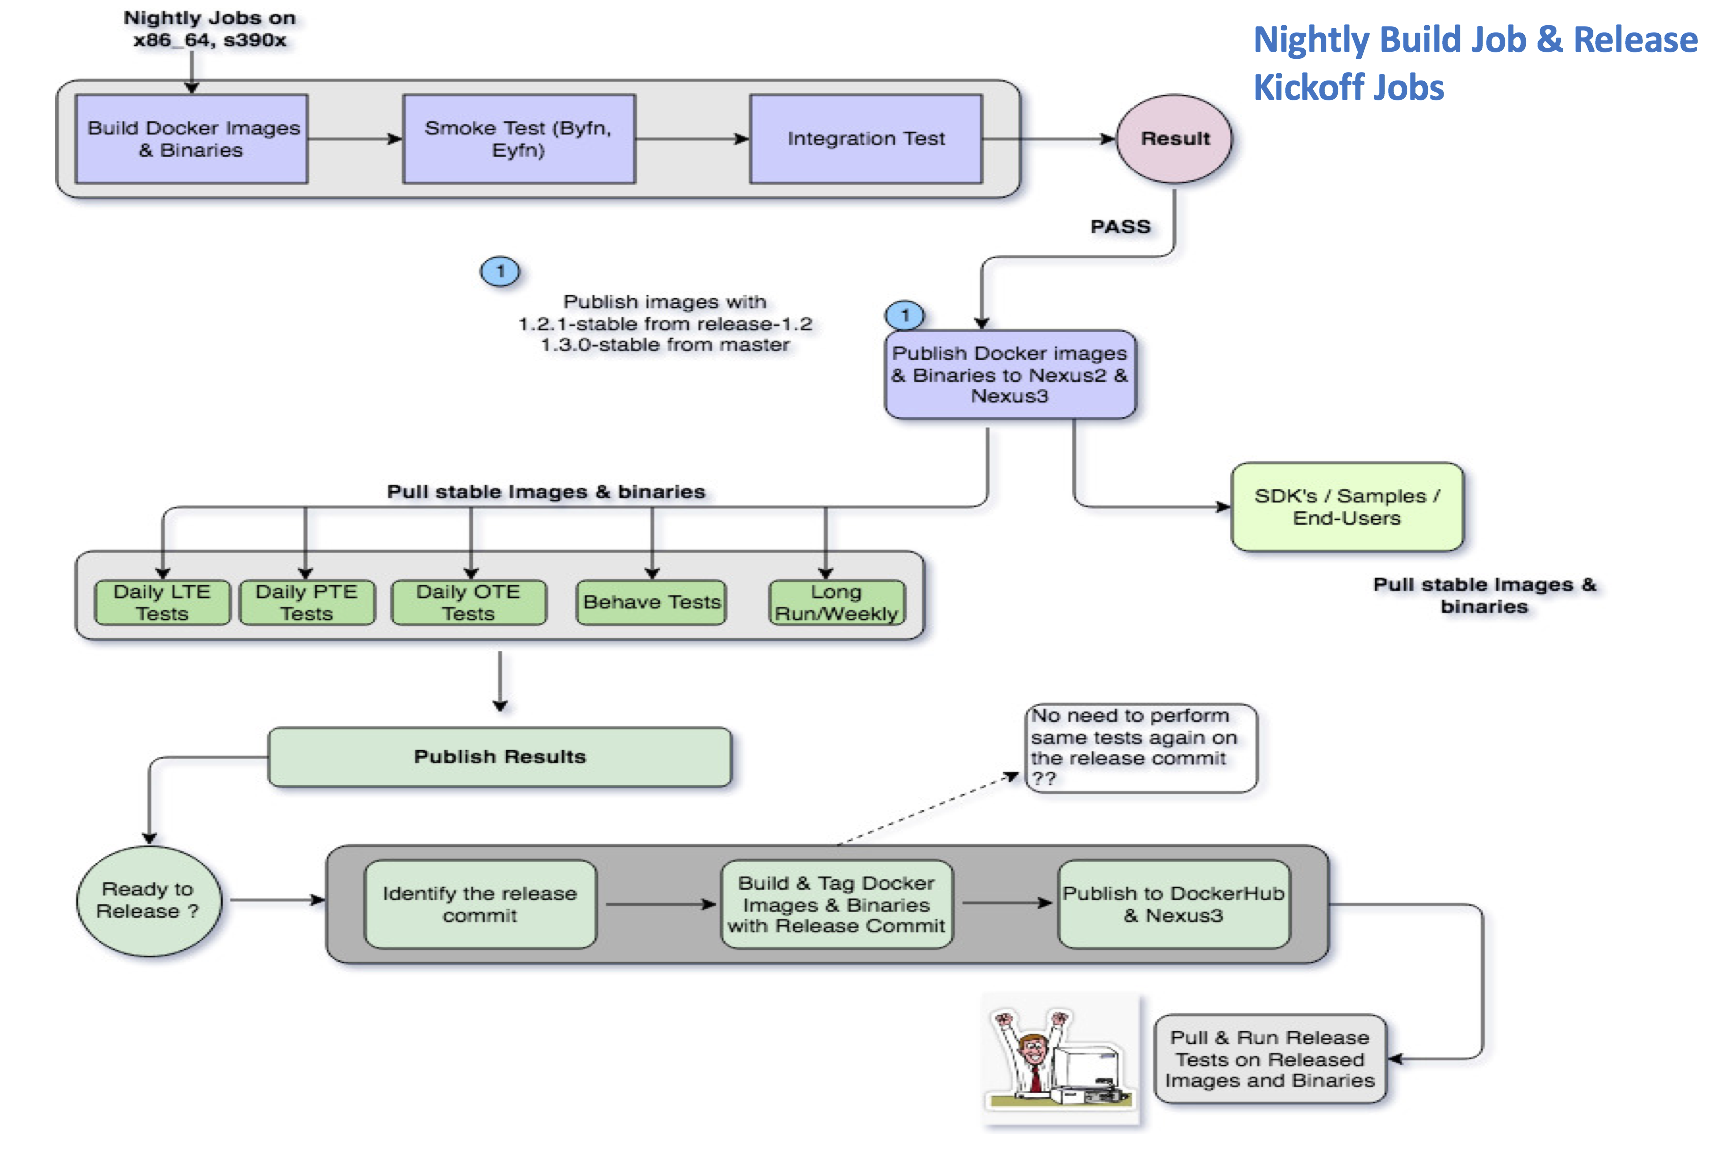 Nightly Jobs on
x86_64, s390x
Nightly Build Job & Release
Kickoff Jobs
Build Docker Images
& Binaries
Smoke Test (Byfn,
Eyfn)
Integration Test
Result
PASS
1
Publish images with
1.2.1-stable from release-1.2
1.3.0-stable from master
1
Publish Docker images
& Binaries to Nexus2 &
Nexus3
Pull stable Images & binaries
SDK's / Samples /
End-Users
Pull stable Images &
binaries
Daily LTE
Tests
Daily PTE
Tests
Daily OTE
Tests
Behave Tests
Long
Run/Weekly
Publish Results
No need to perform
same tests again on
the release commit
??
Ready to
Release ?
Identify the release
commit
Build & Tag Docker
Images & Binaries
with Release Commit
Publish to DockerHub
& Nexus3
Pull & Run Release
Tests on Released
Images and Binaries